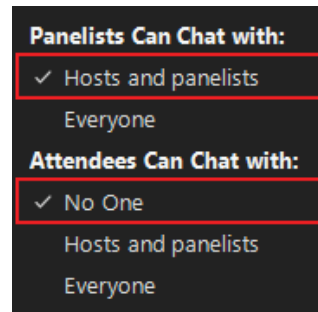 Panelists Can Chat with:
✓ Hosts and panelists
Everyone
Attendees Can Chat with:
✓ No One
Hosts and panelists
Everyone